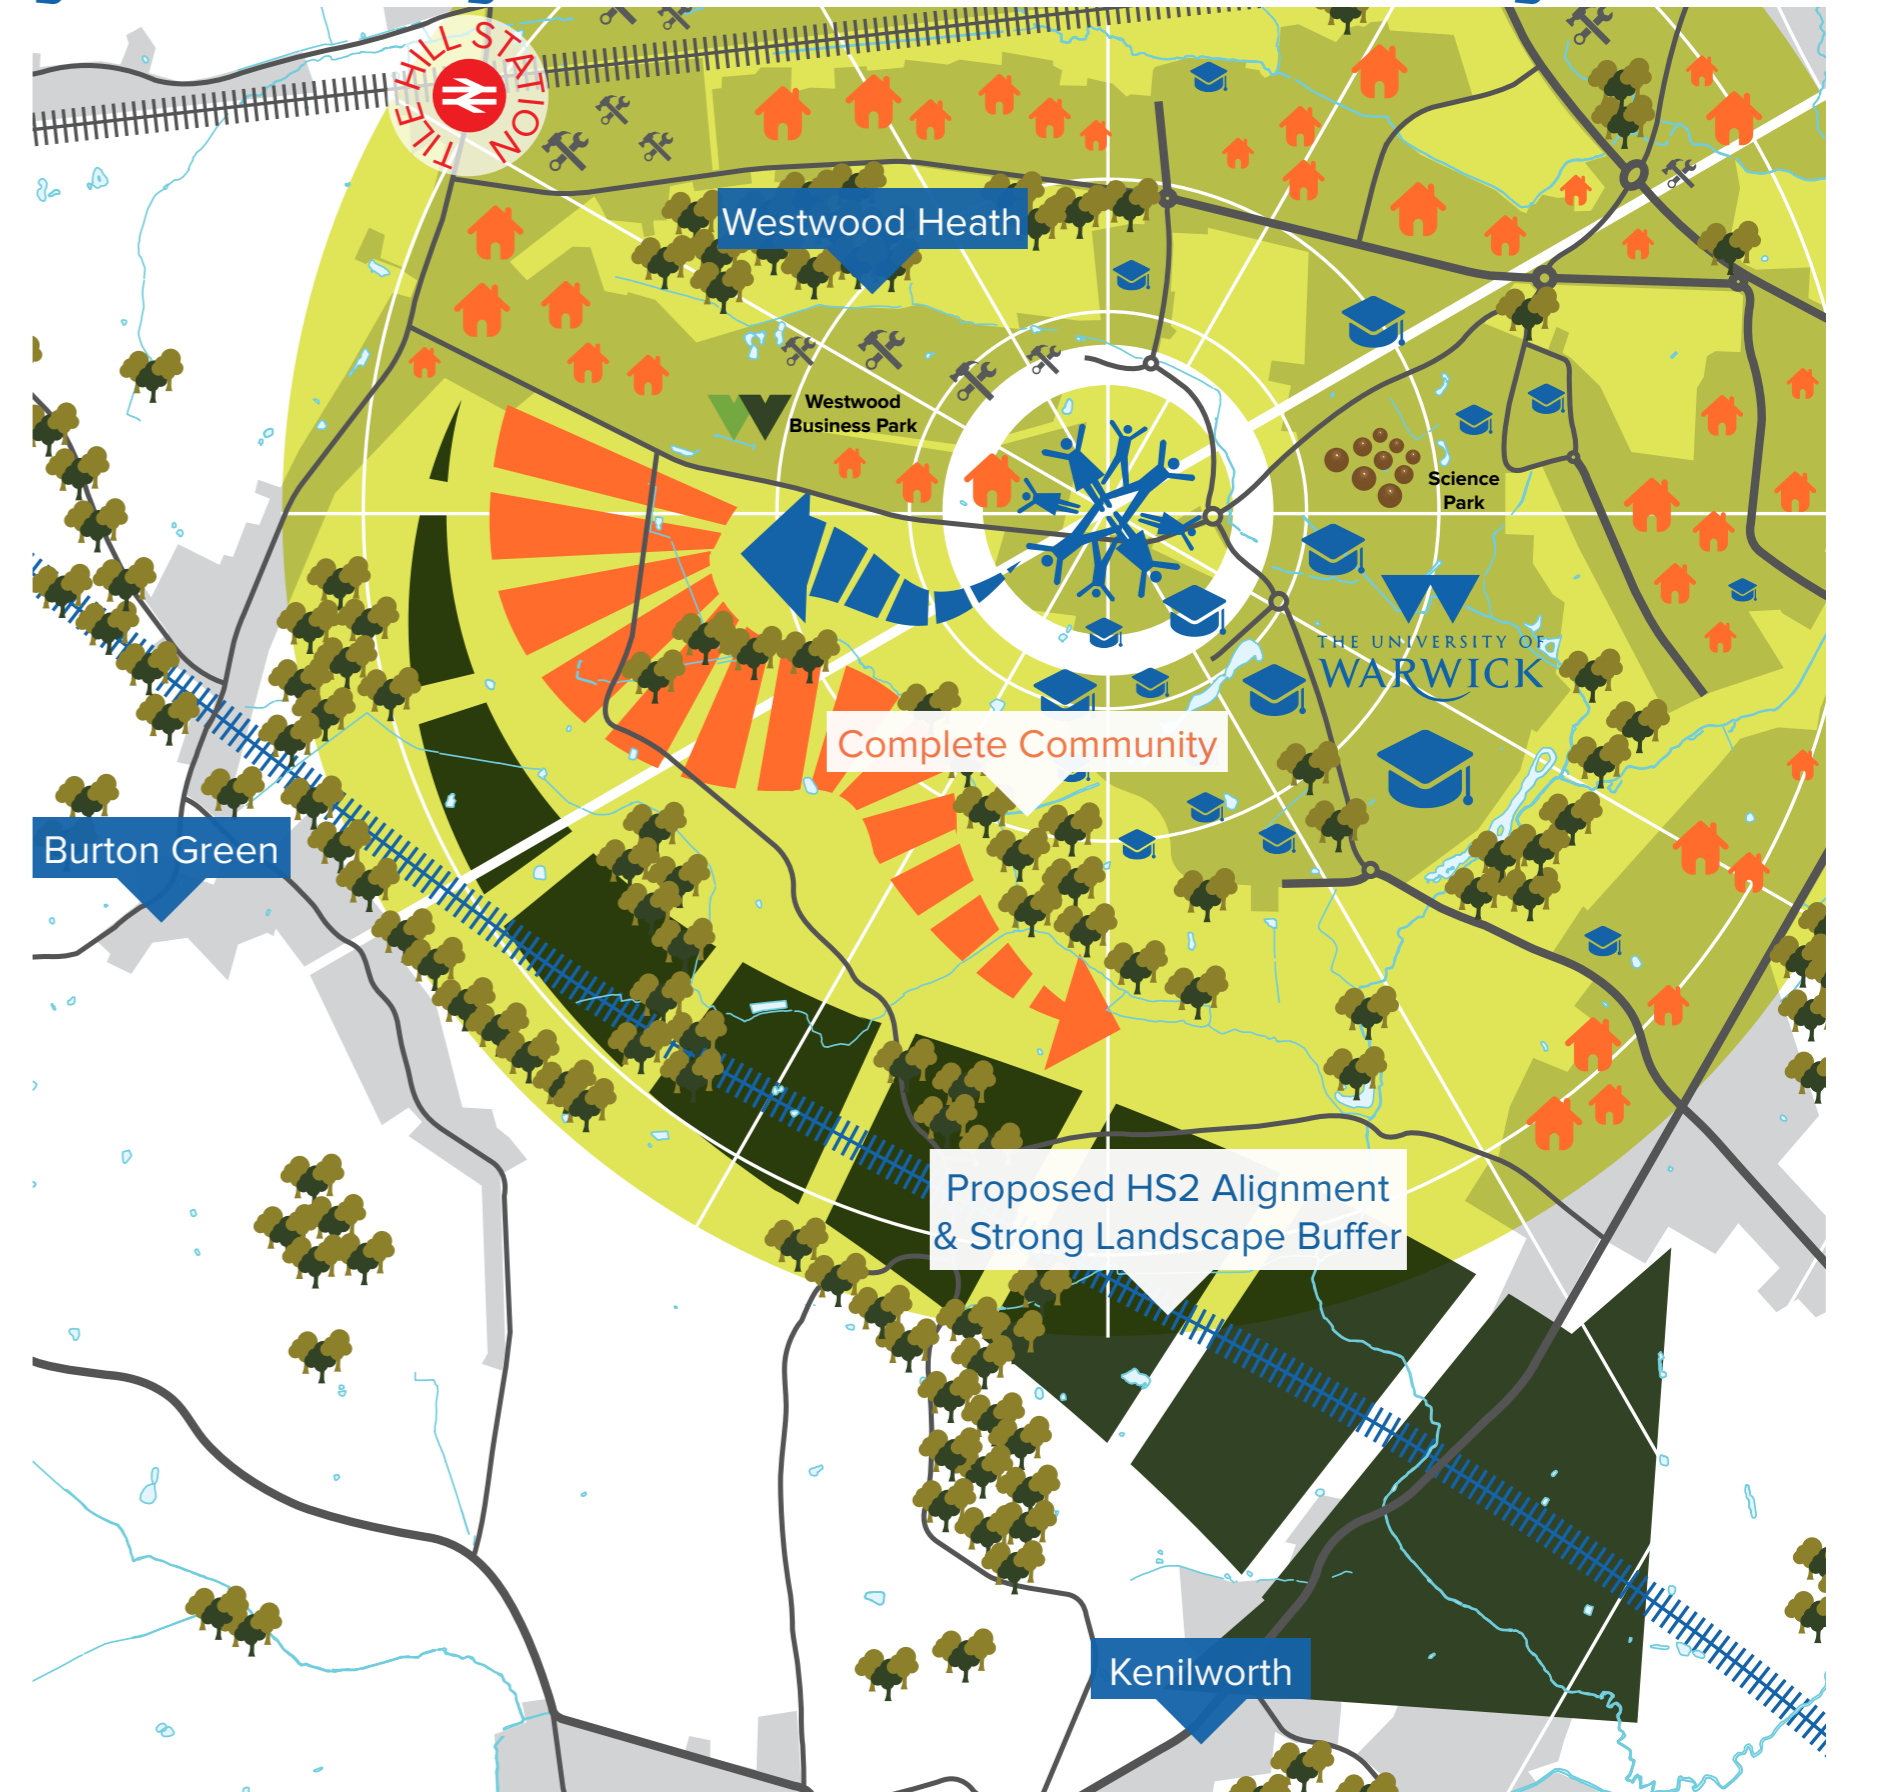 TILE HILL STATION
Westwood Heath
Westwood
Business Park
Science
Park
THE UNIVERSITY OF
WARWICK
Complete Community
Burton Green
Proposed HS2 Alignment
& Strong Landscape Buffer
Kenilworth